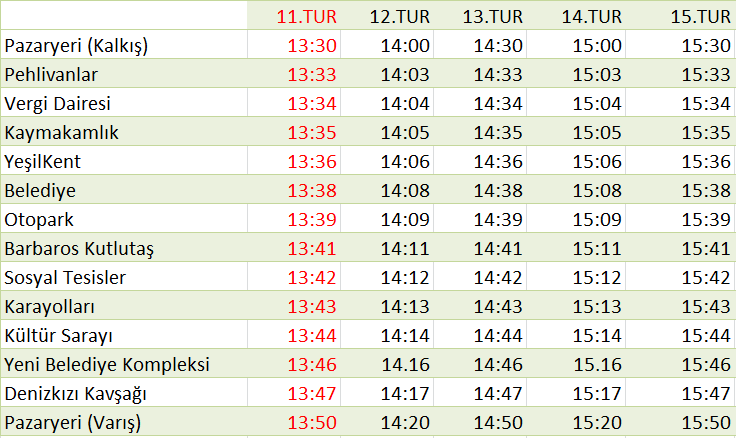 11.TUR 12.TUR 13.TUR 14.TUR 15.TUR
Pazaryeri (Kalkış) 13:30 14:00 14:30 15:00 15:30
Pehlivanlar 13:33 14:03 14:33 15:03 15:33
Vergi Dairesi 13:34 14:04 14:34 15:04 15:34
Kaymakamlık 13:35 14:05 14:35 15:05 15:35
YeşilKent 13:36 14:06 14:36 15:06 15:36
Belediye 13:38 14:08 14:38 15:08 15:38
Otopark 13:39 14:09 14:39 15:09 15:39
Barbaros Kutlutaş 13:41 14:11 14:41 15:11 15:41
Sosyal Tesisler 13:42 14:12 14:42 15:12 15:42
Karayolları 13:43 14:13 14:43 15:13 15:43
Kültür Sarayı 13:44 14:14 14:44 15:14 15:44
Yeni Belediye Kompleksi 13:46 14.16 14:46 15.16 15:46
Denizkızı Kavşağı 13:47 14:17 14:47 15:17 15:47
Pazaryeri (Varış) 13:50 14:20 14:50 15:20 15:50